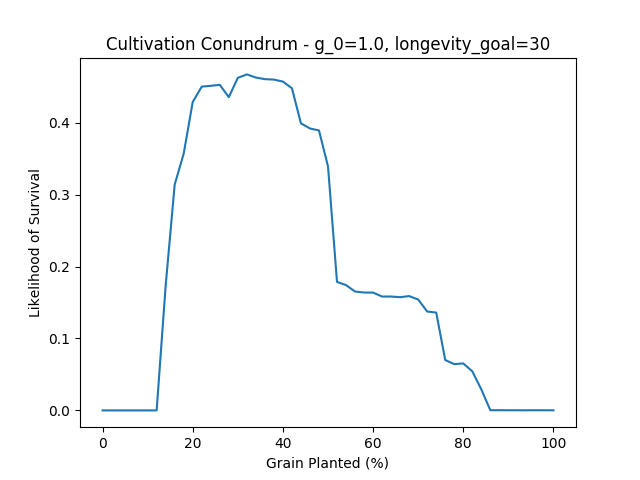 Cultivation Conundrum - g_0=1.0, longevity_goal=30
Likelihood of Survival
0.4
0.3
0.2
0.1
0.0
0 20 40 60 80 100
Grain Planted (%)